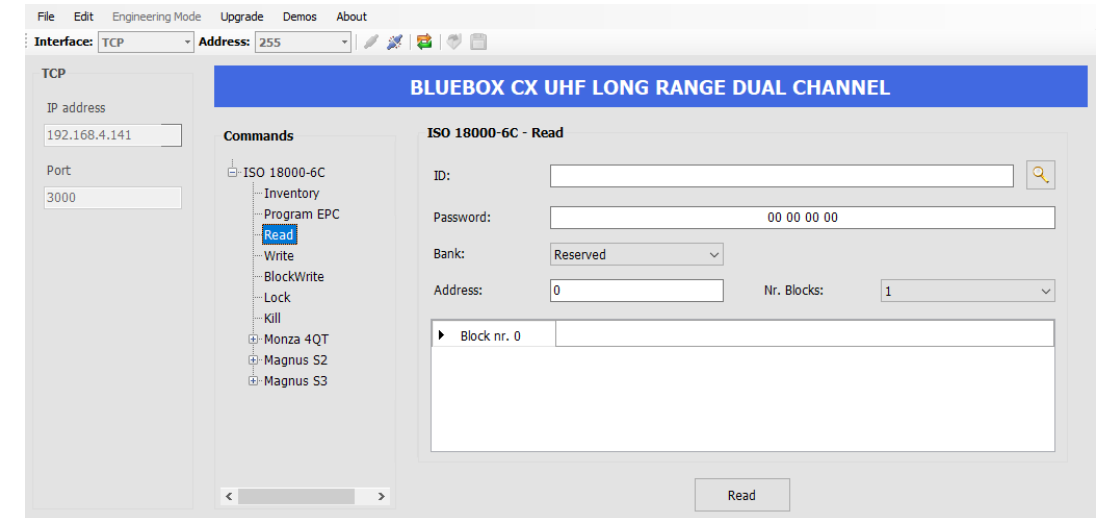 File Edit Engineering Mode Upgrade Demos About
Interface: TCP Address: 255
TCP
IP address
192.168.4.141
Port
3000
BLUEBOX CX UHF LONG RANGE DUAL CHANNEL
Commands
ISO 18000-6C
Inventory
Program EPC
Read
Write
BlockWrite
Lock
Kill
Monza 4QT
Magnus S2
Magnus S3
ISO 18000-6C - Read
ID:
Password: 00 00 00 00
Bank: Reserved
Address: 0 Nr. Blocks: 1
Block nr. 0
Read